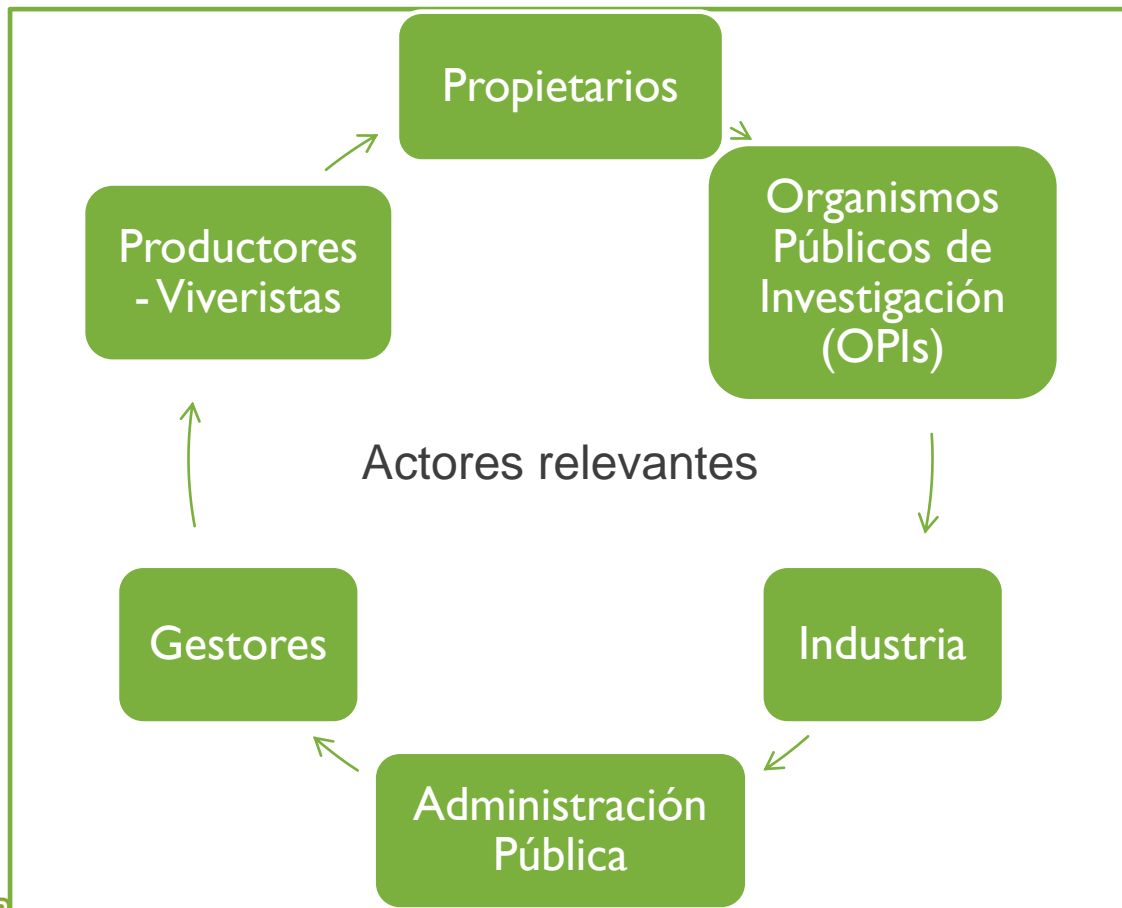 Propietarios
Organismos
Públicos de
Investigación
(OPIs)
Productores
- Viveristas
Actores relevantes
Gestores
Industria
Administración
Pública